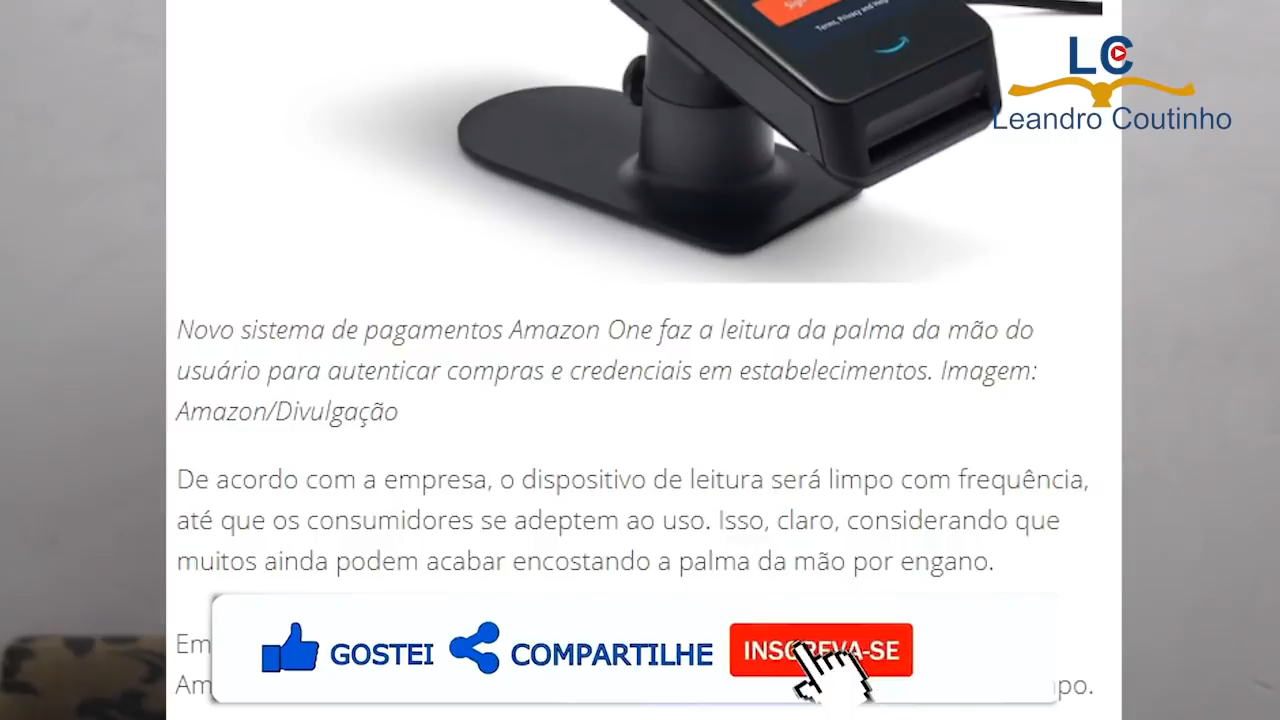 Terms, Privacy and
LC
Leandro Coutinho
Novo sistema de pagamentos Amazon One faz a leitura da palma da mão do
usuário para autenticar compras e credenciais em estabelecimentos. Imagem:
Amazon/Divulgação
De acordo com a empresa, o dispositivo de leitura será limpo com frequência,
até que os consumidores se adeptem ao uso. Isso, claro, considerando que
muitos ainda podem acabar encostando a palma da mão por engano.
GOSTEI COMPARTILHE INSCREVA-SE